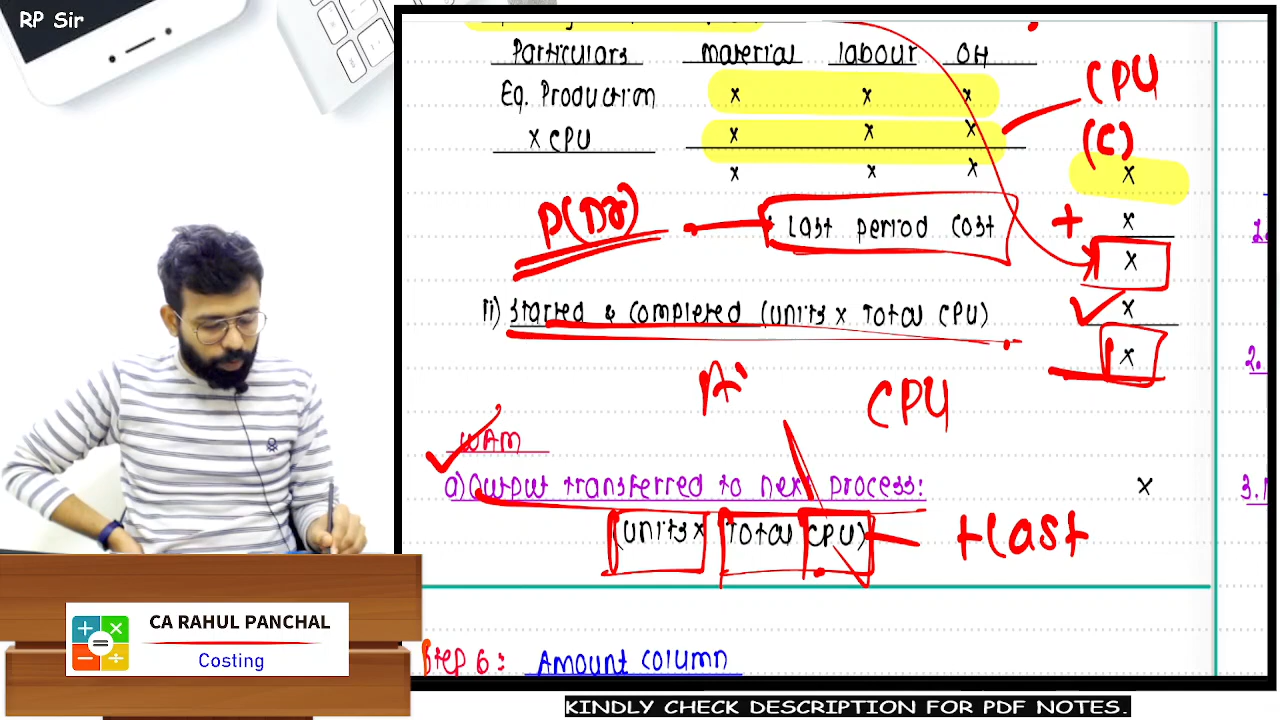 RP Sir
Particulars material labour OH
Eq. Production x x x
CPU
x CPU x x x
(C)
x x x x
P(Dr) Last period cost + x
x
ii) Started & Completed (Units x Total CPU) x
x
CPU
WAM
a) Output transferred to next process: x
(Units x Total CPU) + Last
Step 6: Amount column
2.
3.
CA RAHUL PANCHAL
Costing
KINDLY CHECK DESCRIPTION FOR PDF NOTES.